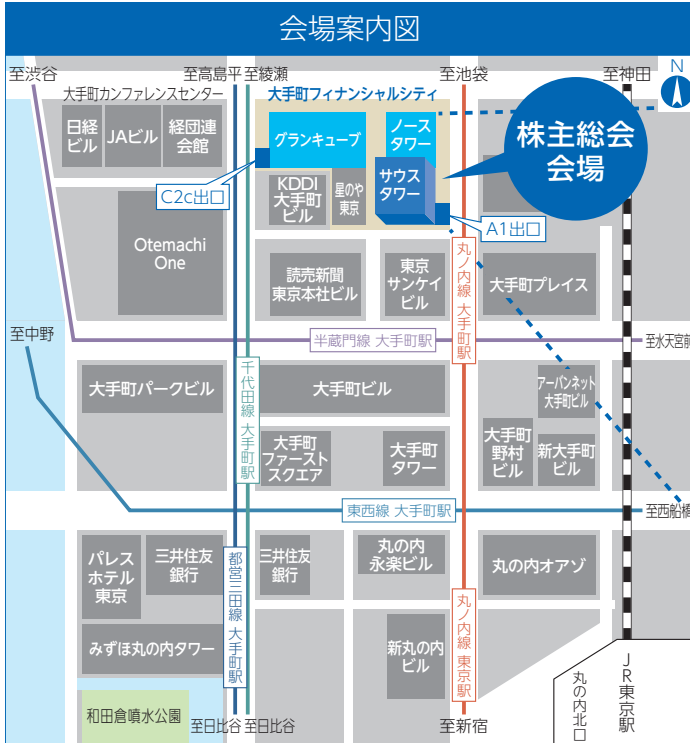 会場案内図
至渋谷
至高島平
至綾瀬
至池袋
至神田
N
大手町カンファレンスセンター
大手町フィナンシャルシティ
日経
ビル
JAビル
経団連
会館
グランキューブ
ノース
タワー
株主総会
会場
C2c出口
KDDI
大手町
ビル
星のや
東京
サウス
タワー
A1出口
Otemachi
One
読売新聞
東京本社ビル
東京
サンケイ
ビル
丸ノ内線 大手町駅
大手町プレイス
至中野
半蔵門線 大手町駅
至水天宮前
千代田線 大手町駅
大手町パークビル
大手町ビル
アーバンネット
大手町ビル
大手町
ファースト
スクエア
大手町
タワー
大手町
野村
ビル
新大手町
ビル
東西線 大手町駅
至西船橋
パレス
ホテル
東京
三井住友
銀行
都営三田線 大手町駅
三井住友
銀行
丸の内
永楽ビル
丸ノ内線 東京駅
丸の内オアゾ
みずほ丸の内タワー
新丸の内
ビル
丸の内北口
JR東京駅
和田倉噴水公園
至日比谷
至日比谷
至新宿